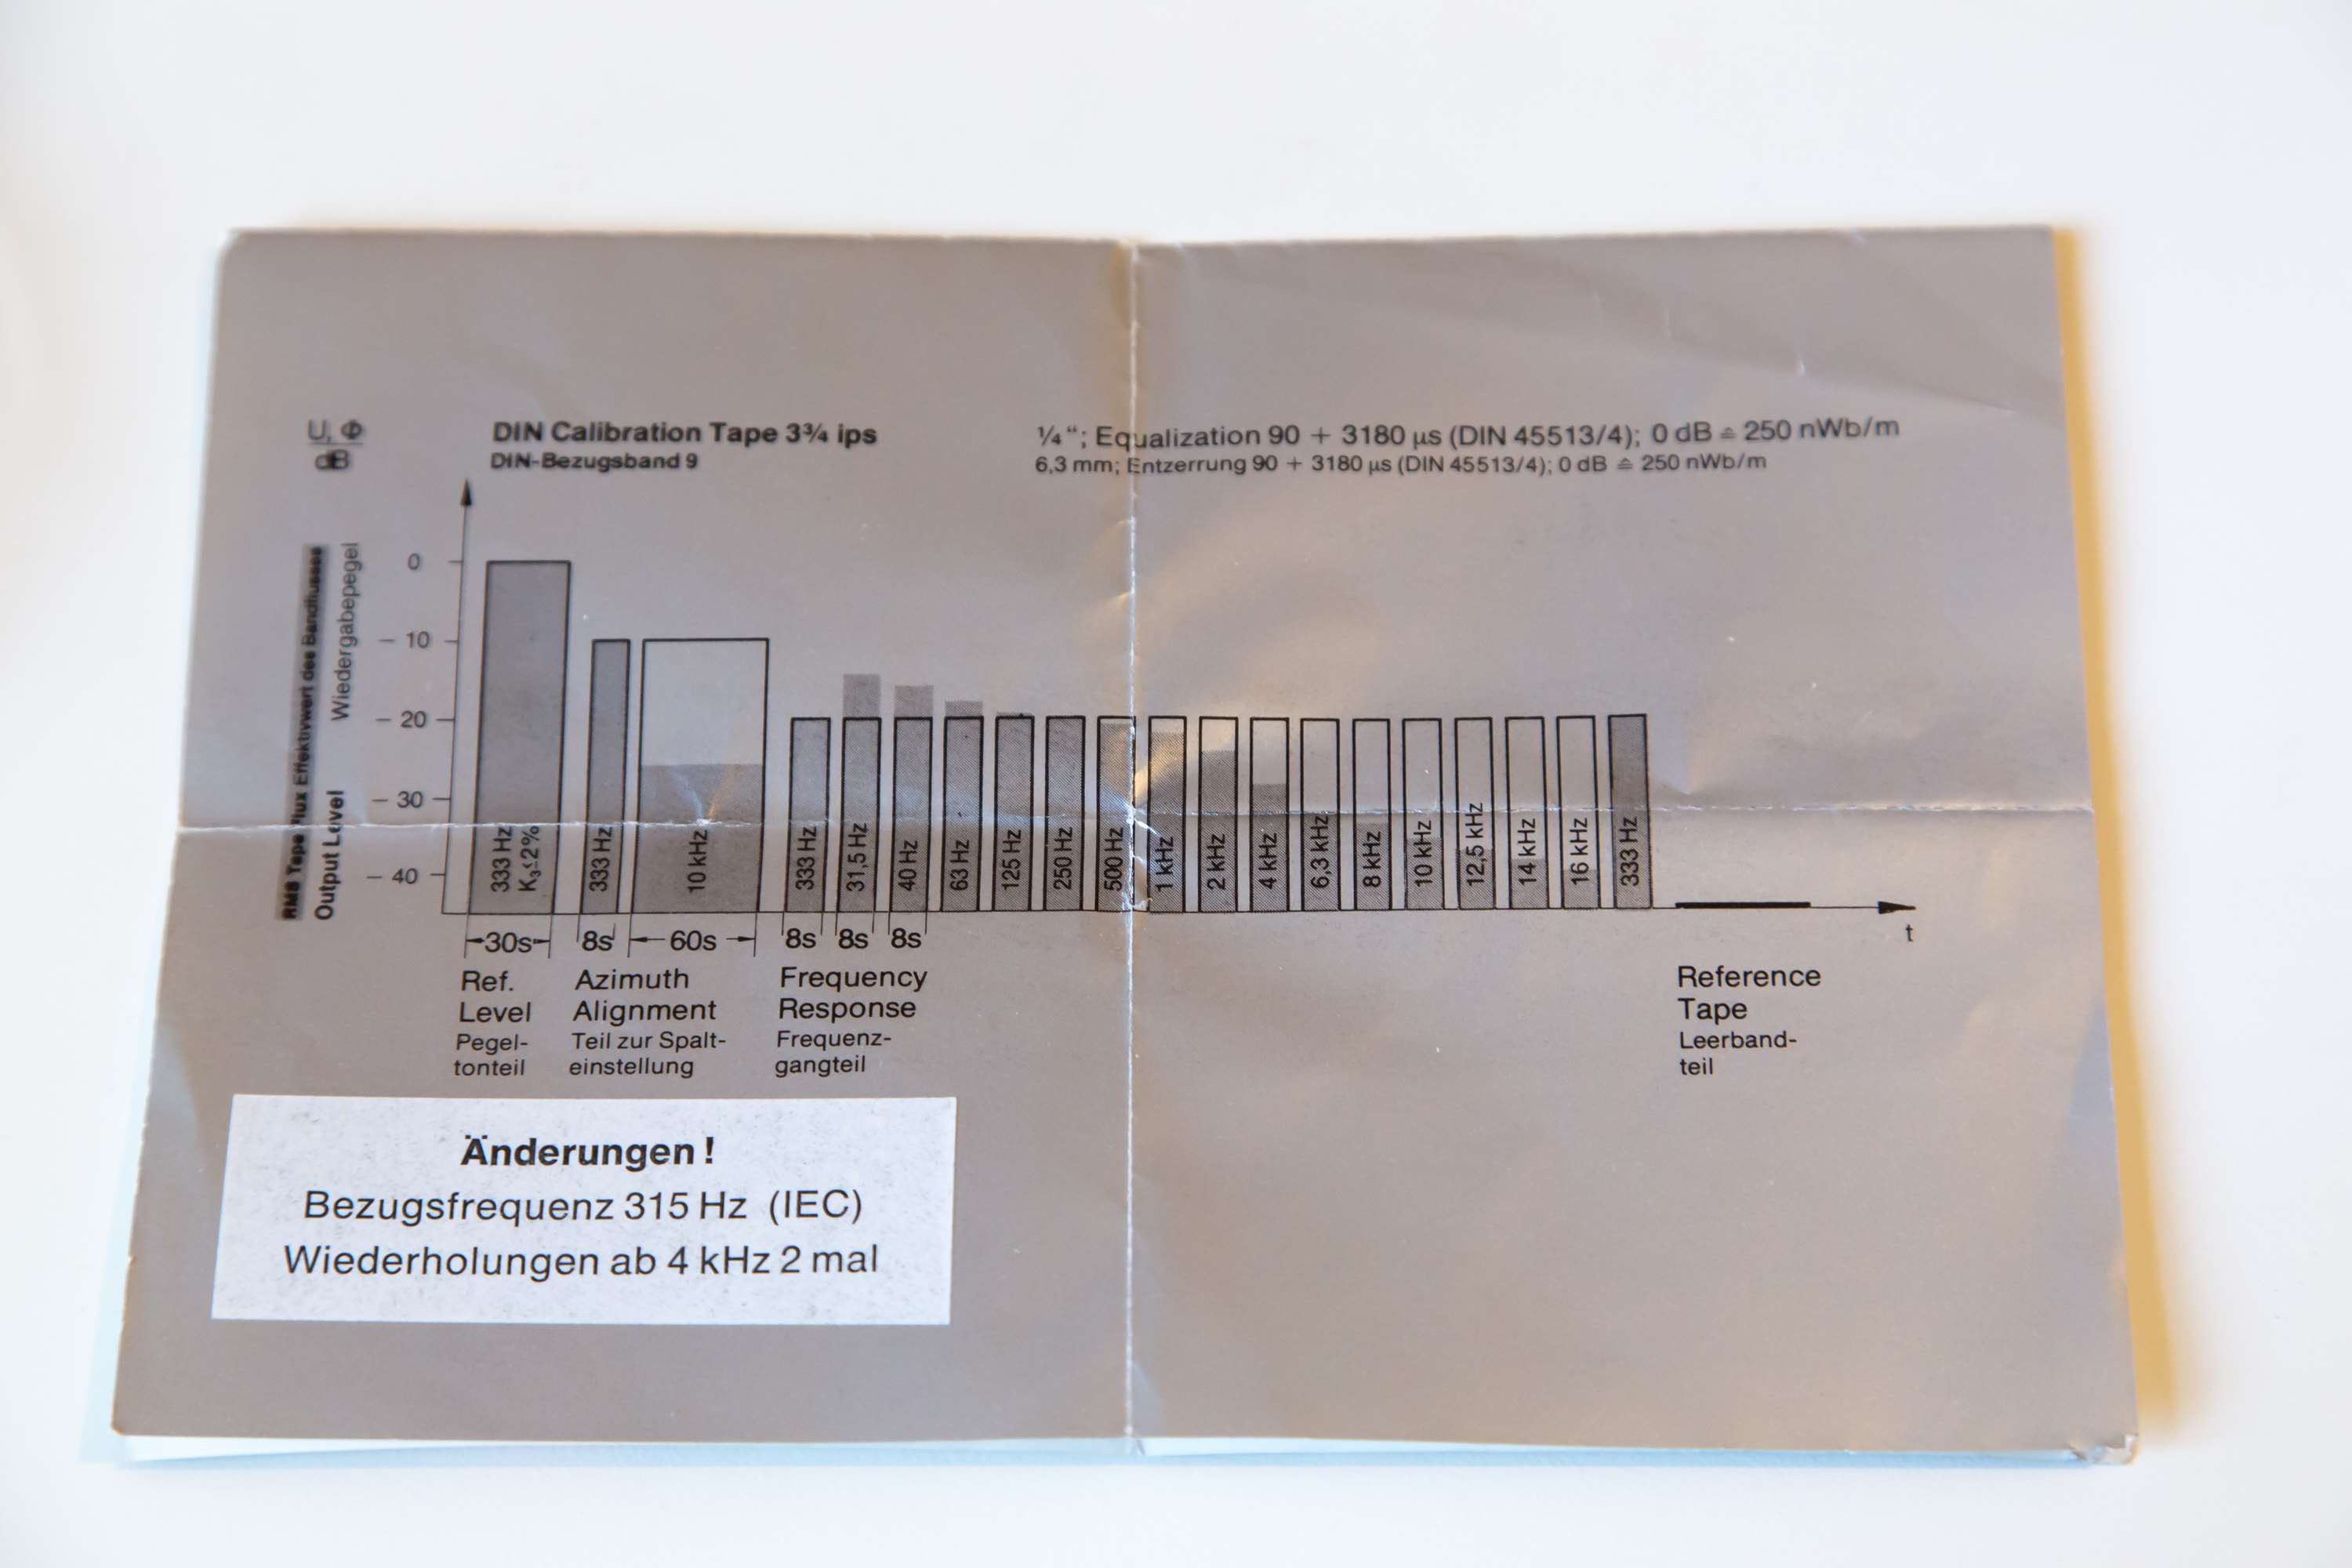 U, Φ
dB
DIN Calibration Tape 3¾ ips
DIN-Bezugsband 9
¼“; Equalization 90 + 3180 µs (DIN 45513/4); 0 dB ≙ 250 nWb/m
6,3 mm; Entzerrung 90 + 3180 µs (DIN 45513/4); 0 dB ≙ 250 nWb/m
RMS Tape Flux Effektivwert des Bandflusses
Output Level Wiedergabepegel
0
– 10
– 20
– 30
– 40
333 Hz
K₃≤2%
333 Hz
10 kHz
333 Hz
31,5 Hz
40 Hz
63 Hz
125 Hz
250 Hz
500 Hz
1 kHz
2 kHz
4 kHz
6,3 kHz
8 kHz
10 kHz
12,5 kHz
14 kHz
16 kHz
333 Hz
30s 8s 60s 8s 8s 8s
t
Ref.
Level
Pegel-
tonteil
Azimuth
Alignment
Teil zur Spalt-
einstellung
Frequency
Response
Frequenz-
gangteil
Reference
Tape
Leerband-
teil
Änderungen !
Bezugsfrequenz 315 Hz (IEC)
Wiederholungen ab 4 kHz 2 mal